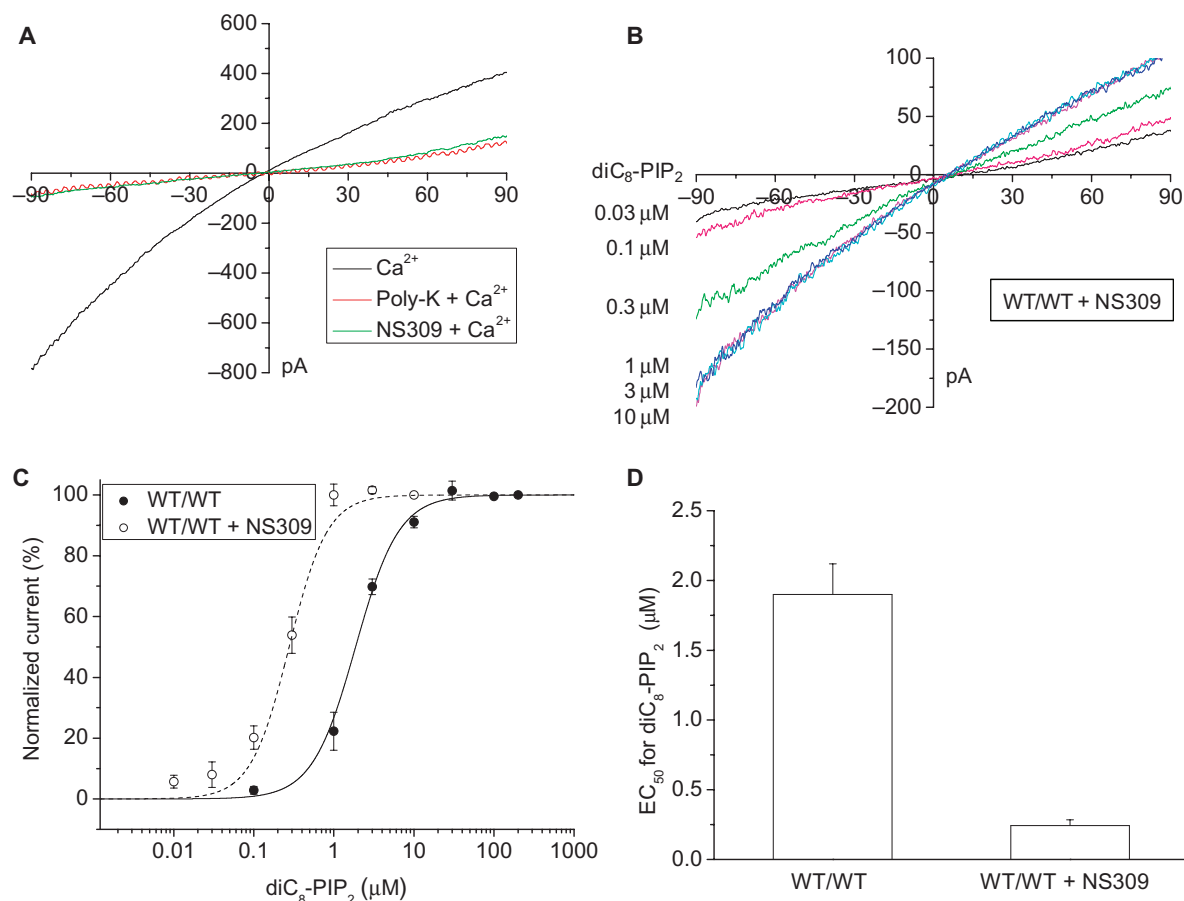 A
600
400
200
0
−200
−400
−600
−800
−90
−60
−30
0
30
60
90
pA
Ca²⁺
Poly-K + Ca²⁺
NS309 + Ca²⁺
B
100
50
0
−50
−100
−150
−200
−90
−60
−30
0
30
60
90
pA
diC₈-PIP₂
0.03 μM
0.1 μM
0.3 μM
1 μM
3 μM
10 μM
WT/WT + NS309
C
WT/WT
WT/WT + NS309
100
80
60
40
20
0
Normalized current (%)
0.01
0.1
1
10
100
1000
diC₈-PIP₂ (μM)
D
2.5
2.0
1.5
1.0
0.5
0.0
EC₅₀ for diC₈-PIP₂ (μM)
WT/WT
WT/WT + NS309